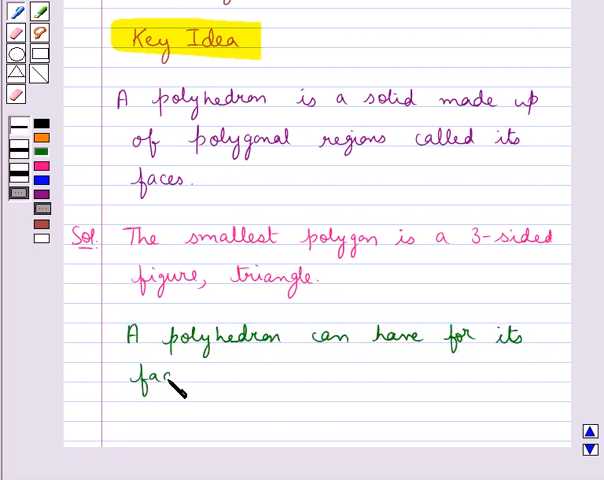 Key Idea
A polyhedron is a solid made up
of polygonal regions called its
faces.
Sol. The smallest polygon is a 3-sided
figure, triangle.
A polyhedron can have for its
fac